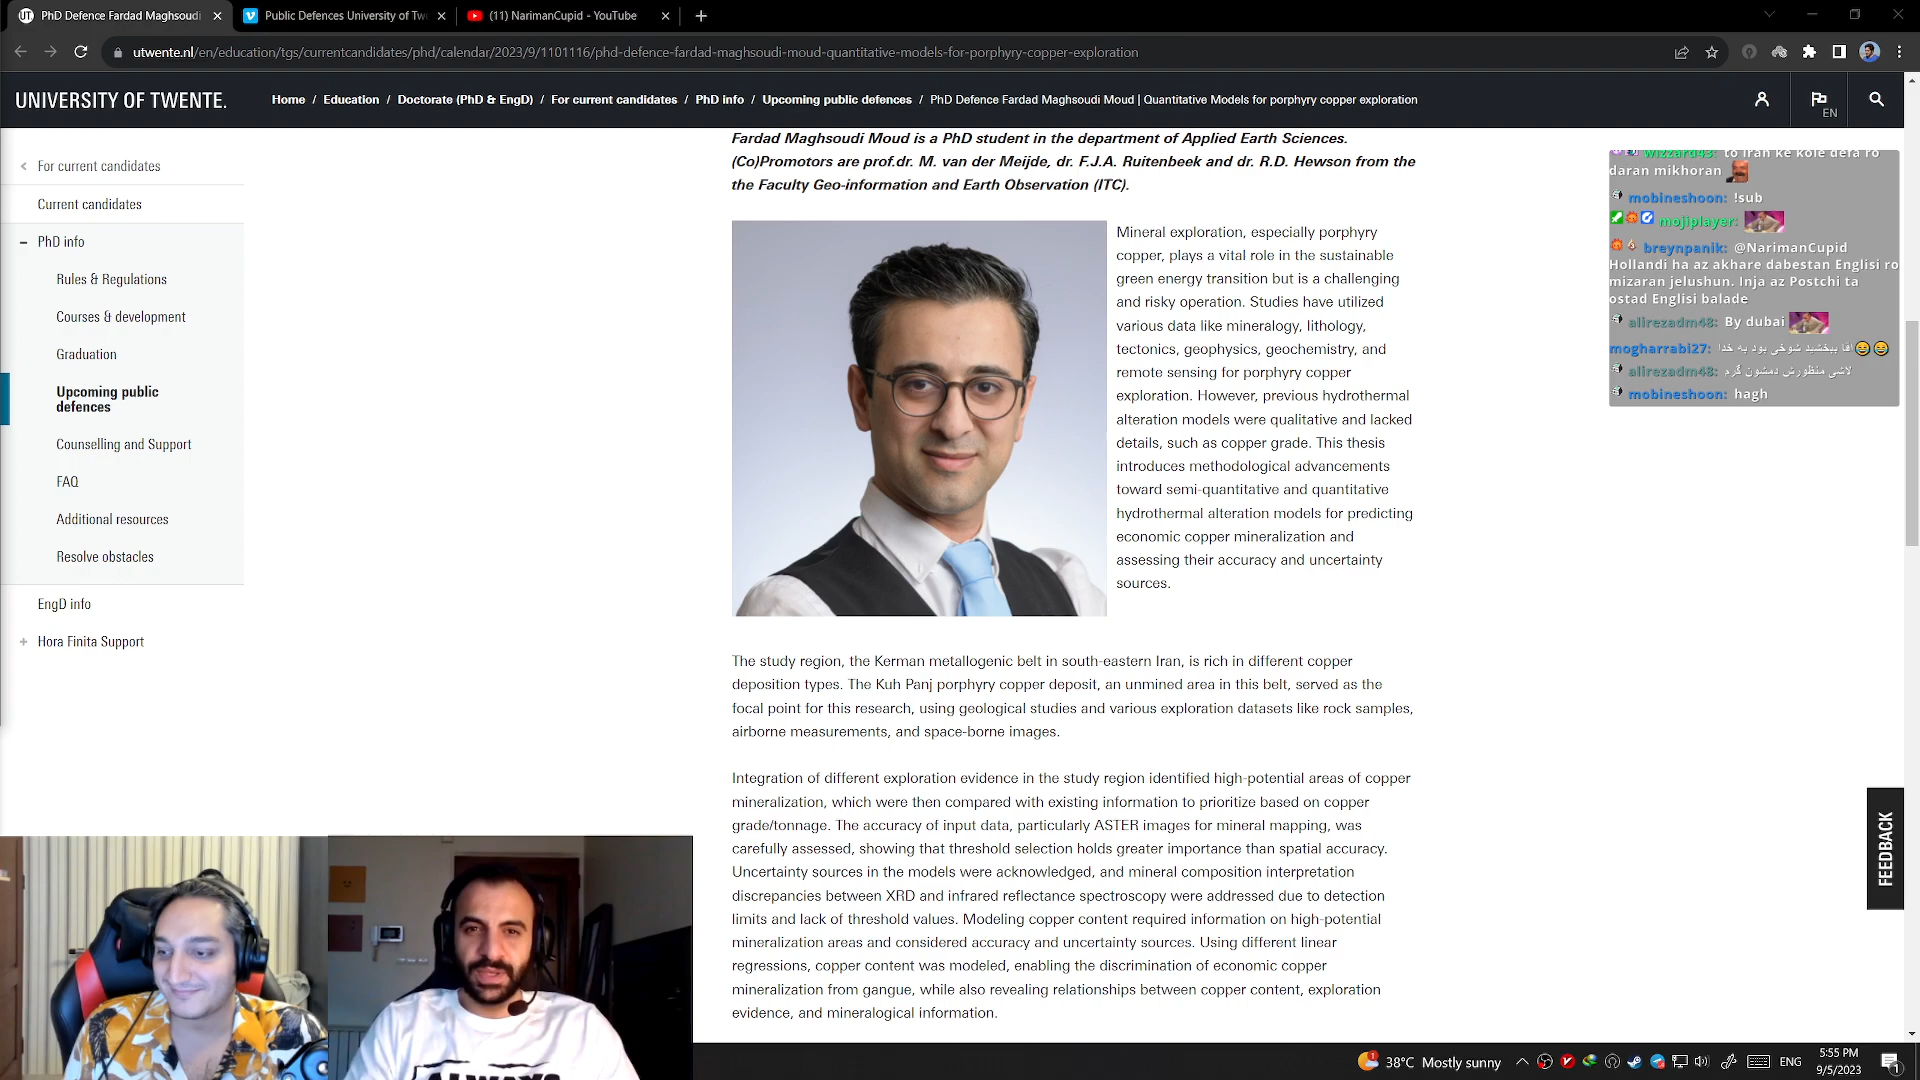 PhD Defence Fardad Maghsoudi
Public Defences University of Tw
(11) NarimanCupid - YouTube
utwente.nl/en/education/tgs/currentcandidates/phd/calendar/2023/9/1101116/phd-defence-fardad-maghsoudi-moud-quantitative-models-for-porphyry-copper-exploration
UNIVERSITY OF TWENTE.
Home / Education / Doctorate (PhD & EngD) / For current candidates / PhD info / Upcoming public defences / PhD Defence Fardad Maghsoudi Moud | Quantitative Models for porphyry copper exploration
EN
For current candidates
Current candidates
PhD info
Rules & Regulations
Courses & development
Graduation
Upcoming public
defences
Counselling and Support
FAQ
Additional resources
Resolve obstacles
EngD info
Hora Finita Support
Fardad Maghsoudi Moud is a PhD student in the department of Applied Earth Sciences.
(Co)Promotors are prof.dr. M. van der Meijde, dr. F.J.A. Ruitenbeek and dr. R.D. Hewson from the
the Faculty Geo-information and Earth Observation (ITC).
Mineral exploration, especially porphyry
copper, plays a vital role in the sustainable
green energy transition but is a challenging
and risky operation. Studies have utilized
various data like mineralogy, lithology,
tectonics, geophysics, geochemistry, and
remote sensing for porphyry copper
exploration. However, previous hydrothermal
alteration models were qualitative and lacked
details, such as copper grade. This thesis
introduces methodological advancements
toward semi-quantitative and quantitative
hydrothermal alteration models for predicting
economic copper mineralization and
assessing their accuracy and uncertainty
sources.
The study region, the Kerman metallogenic belt in south-eastern Iran, is rich in different copper
deposition types. The Kuh Panj porphyry copper deposit, an unmined area in this belt, served as the
focal point for this research, using geological studies and various exploration datasets like rock samples,
airborne measurements, and space-borne images.
Integration of different exploration evidence in the study region identified high-potential areas of copper
mineralization, which were then compared with existing information to prioritize based on copper
grade/tonnage. The accuracy of input data, particularly ASTER images for mineral mapping, was
carefully assessed, showing that threshold selection holds greater importance than spatial accuracy.
Uncertainty sources in the models were acknowledged, and mineral composition interpretation
discrepancies between XRD and infrared reflectance spectroscopy were addressed due to detection
limits and lack of threshold values. Modeling copper content required information on high-potential
mineralization areas and considered accuracy and uncertainty sources. Using different linear
regressions, copper content was modeled, enabling the discrimination of economic copper
mineralization from gangue, while also revealing relationships between copper content, exploration
evidence, and mineralogical information.
wizzard43: to Iran ke kole defa ro
daran mikhoran
mobineshoon: !sub
mojiplayer:
breynpanik: @NarimanCupid
Hollandi ha az akhare dabestan Englisi ro
mizaran jelushun. Inja az Postchi ta
ostad Englisi balade
alirezadm48: By dubai
mogharrabi27: اقا ببخشید شوخی بود به خدا😂😂
alirezadm48: لاشی منظورش دمشون گرم
mobineshoon: hagh
FEEDBACK
ALWAYS
38°C Mostly sunny
ENG
5:55 PM
9/5/2023
1